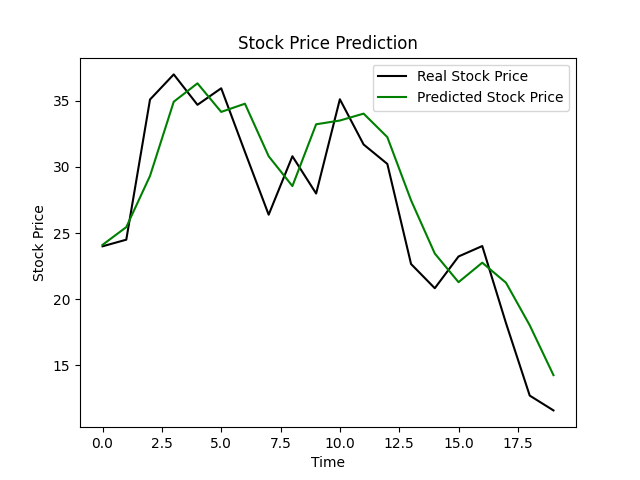 Stock Price Prediction
Real Stock Price
Predicted Stock Price
Stock Price
35
30
25
20
15
0.0 2.5 5.0 7.5 10.0 12.5 15.0 17.5
Time